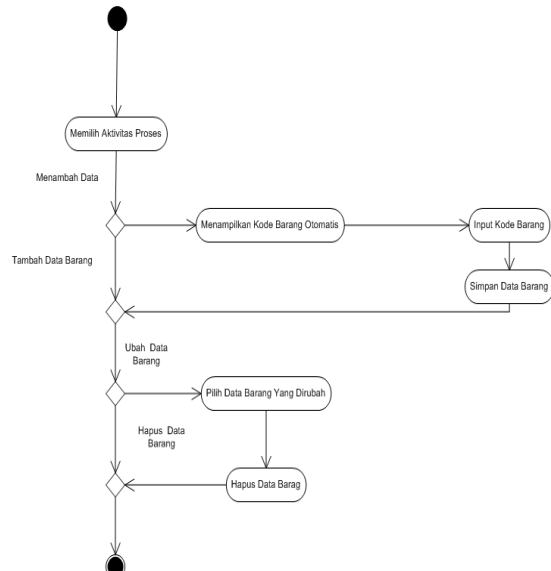 Memilih Aktivitas Proses
Menambah Data
Menampilkan Kode Barang Otomatis
Input Kode Barang
Tambah Data Barang
Simpan Data Barang
Ubah Data
Barang
Pilih Data Barang Yang Dirubah
Hapus Data
Barang
Hapus Data Barag